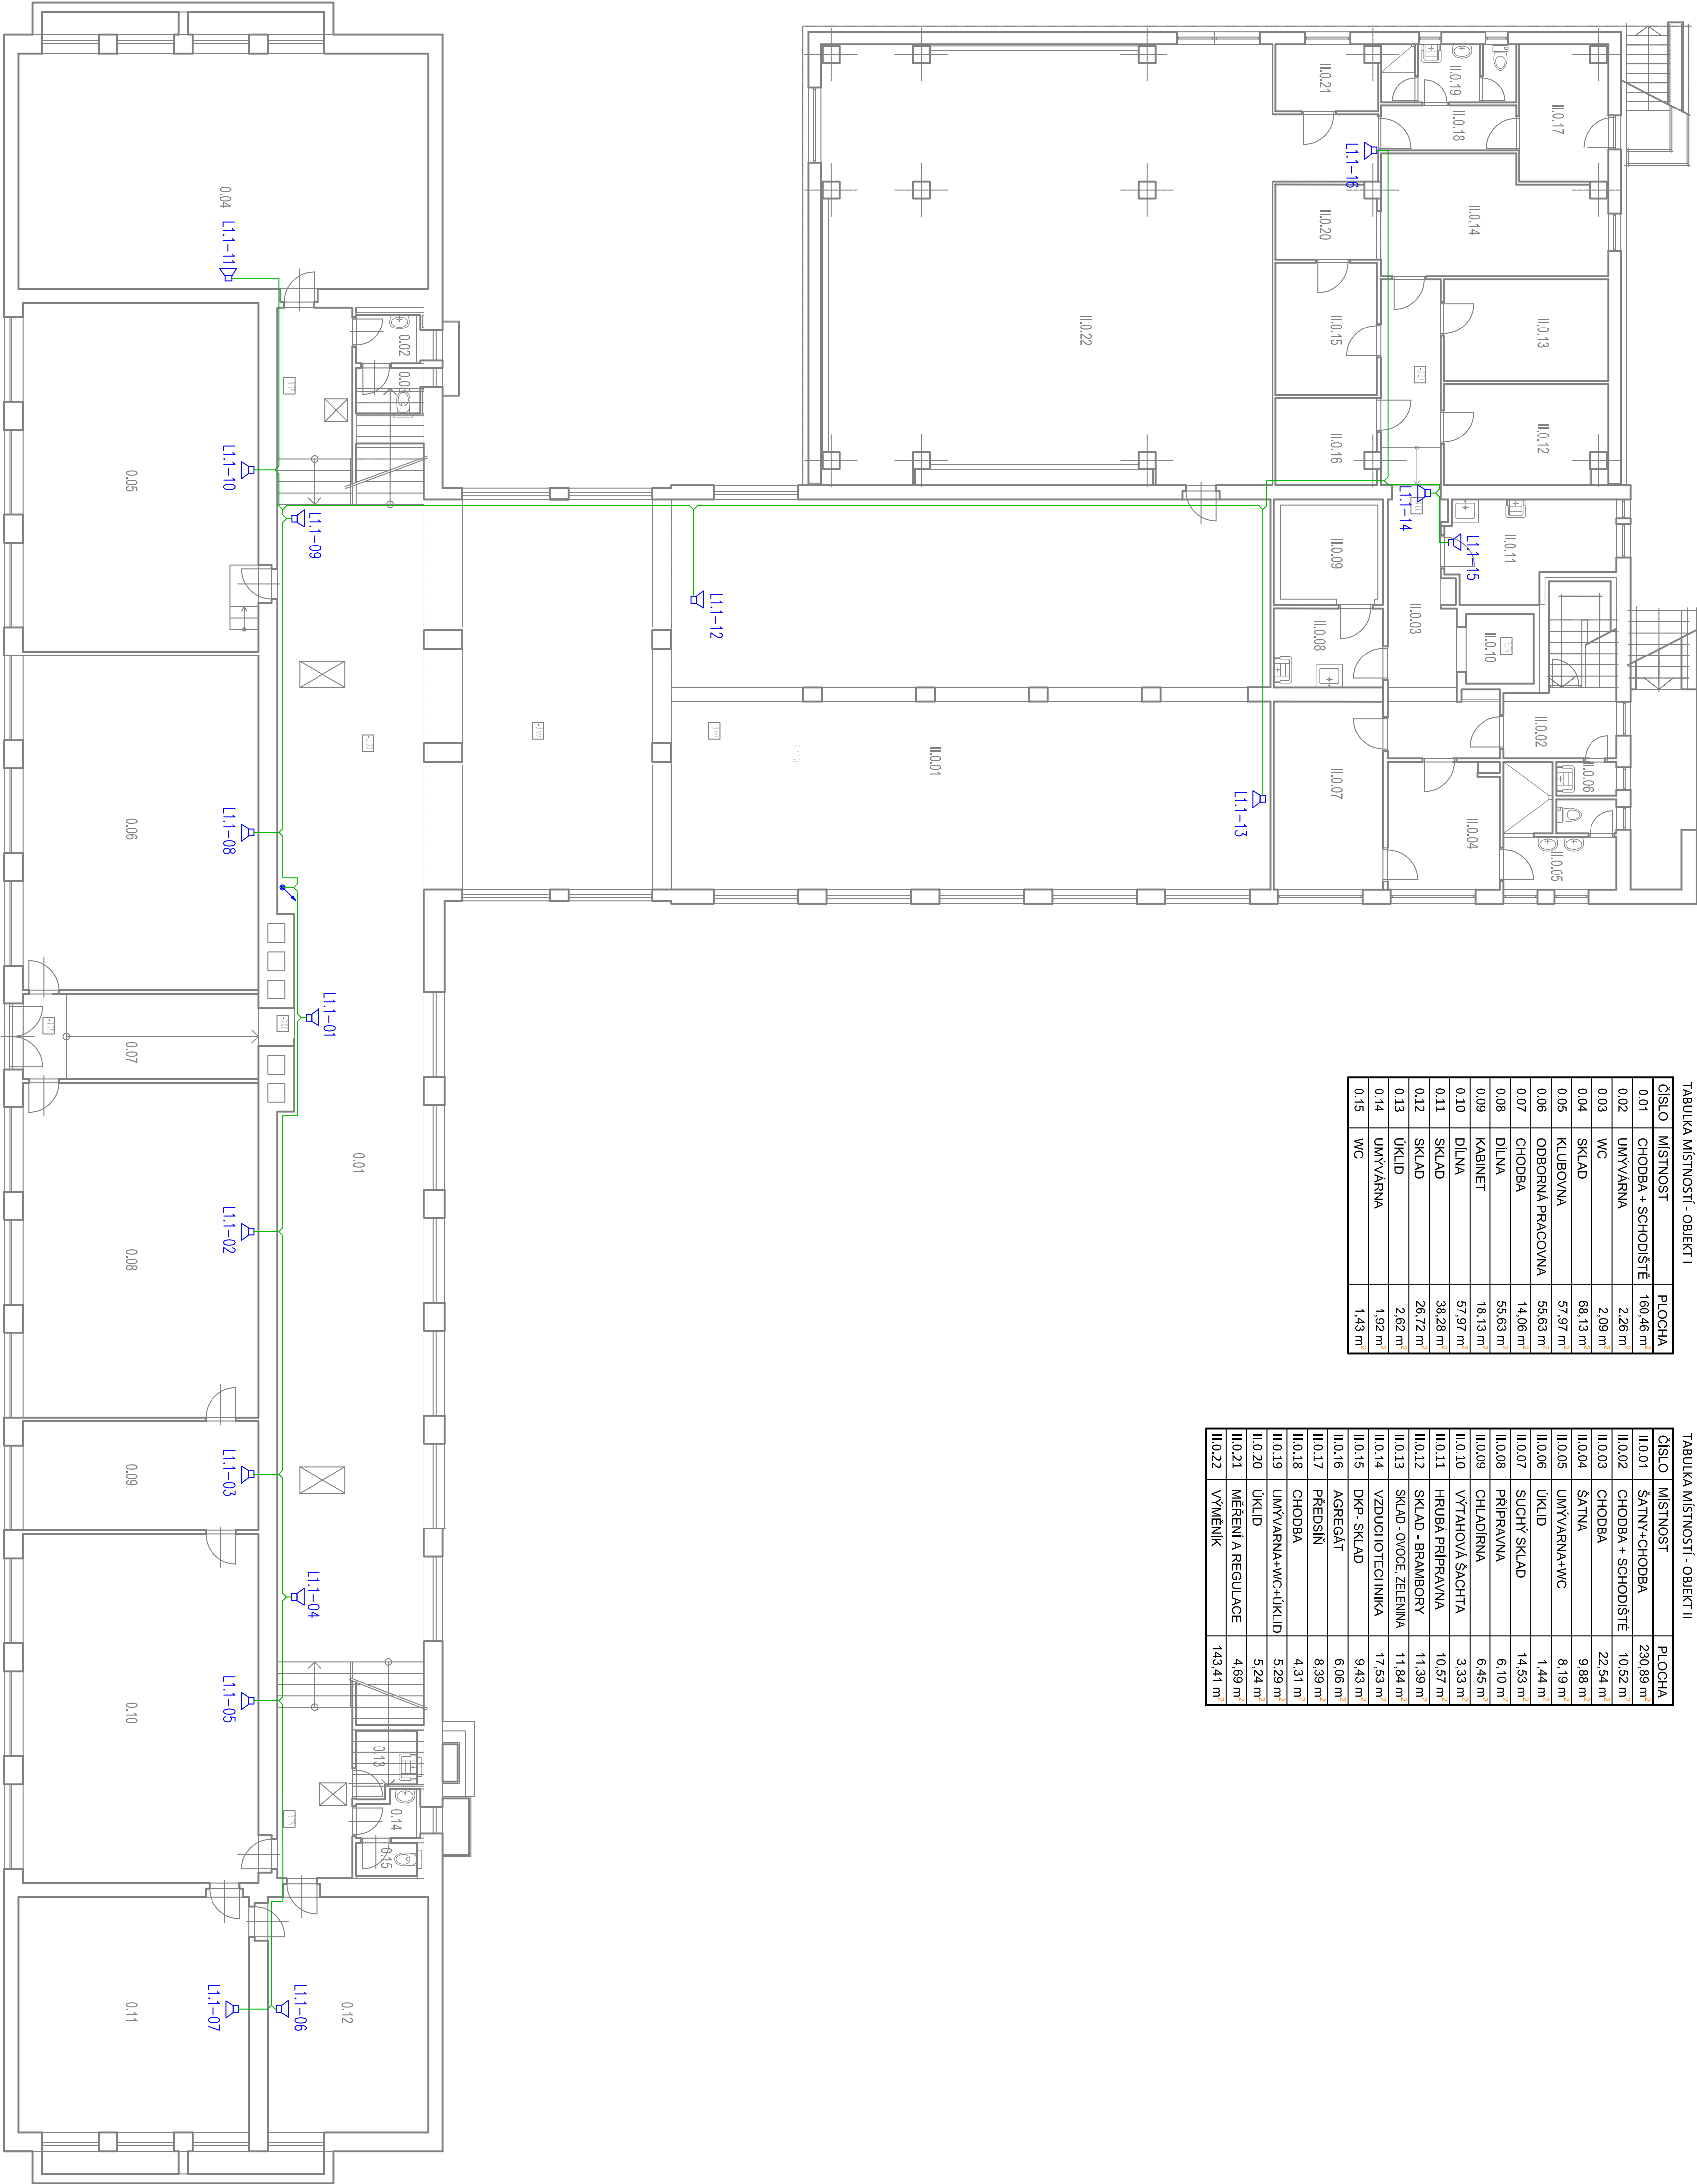 TABULKA MÍSTNOSTÍ - OBJEKT I
ČÍSLO MÍSTNOST PLOCHA
0.01 CHODBA + SCHODIŠTĚ 160,46 m²
0.02 UMÝVÁRNA 2,26 m²
0.03 WC 2,09 m²
0.04 SKLAD 68,13 m²
0.05 KLUBOVNA 57,97 m²
0.06 ODBORNÁ PRACOVNA 55,63 m²
0.07 CHODBA 14,06 m²
0.08 DÍLNA 55,63 m²
0.09 KABINET 18,13 m²
0.10 DÍLNA 57,97 m²
0.11 SKLAD 38,28 m²
0.12 SKLAD 26,72 m²
0.13 ÚKLID 2,62 m²
0.14 UMÝVÁRNA 1,92 m²
0.15 WC 1,43 m²
TABULKA MÍSTNOSTÍ - OBJEKT II
ČÍSLO MÍSTNOST PLOCHA
II.0.01 ŠATNY+CHODBA 230,89 m²
II.0.02 CHODBA + SCHODIŠTĚ 10,52 m²
II.0.03 CHODBA 22,54 m²
II.0.04 ŠATNA 9,88 m²
II.0.05 UMÝVARNA+WC 8,19 m²
II.0.06 ÚKLID 1,44 m²
II.0.07 SUCHÝ SKLAD 14,53 m²
II.0.08 PŘÍPRAVNA 6,10 m²
II.0.09 CHLADÍRNA 6,45 m²
II.0.10 VÝTAHOVÁ ŠACHTA 3,33 m²
II.0.11 HRUBÁ PŘÍPRAVNA 10,57 m²
II.0.12 SKLAD - BRAMBORY 11,39 m²
II.0.13 SKLAD - OVOCE, ZELENINA 11,84 m²
II.0.14 VZDUCHOTECHNIKA 17,53 m²
II.0.15 DKP- SKLAD 9,43 m²
II.0.16 AGREGÁT 6,06 m²
II.0.17 PŘEDSÍŇ 8,39 m²
II.0.18 CHODBA 4,31 m²
II.0.19 UMÝVARNA+WC+ÚKLID 5,29 m²
II.0.20 ÚKLID 5,24 m²
II.0.21 MĚŘENÍ A REGULACE 4,69 m²
II.0.22 VÝMĚNÍK 143,41 m²
II.0.17
II.0.19
II.0.18
II.0.21
L1.1-16
II.0.14
II.0.20
II.0.13
II.0.15
II.0.22
II.0.12
II.0.16
L1.1-14
L1.1-15
II.0.11
II.0.09
II.0.03
II.0.10
II.0.08
II.0.02
II.0.01
II.0.07
II.0.06
II.0.04
II.0.05
L1.1-13
L1.1-12
0.04
L1.1-11
0.02
0.03
0.05
L1.1-10
L1.1-09
0.06
L1.1-08
L1.1-01
0.07
0.01
0.08
L1.1-02
0.09
L1.1-03
L1.1-04
0.10
L1.1-05
0.13
0.14
0.15
0.11
0.12
L1.1-06
L1.1-07